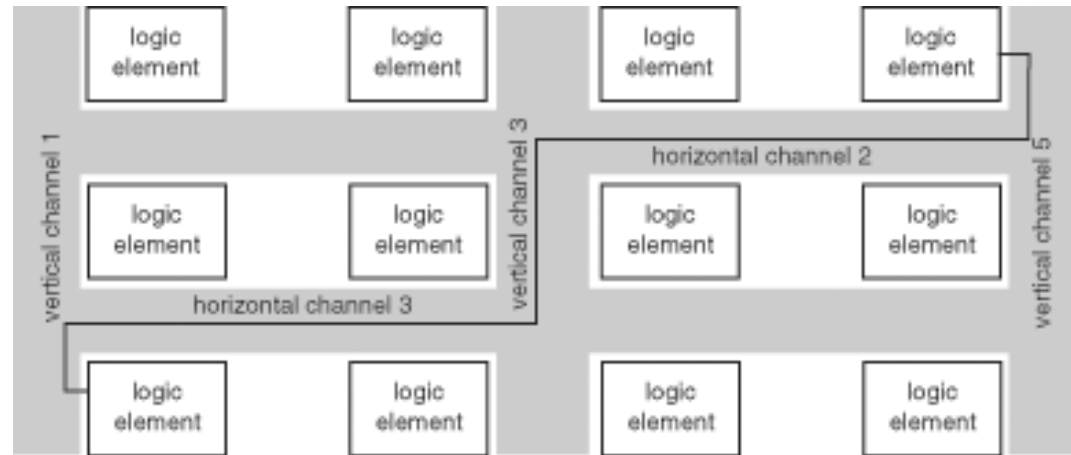 logic
element
logic
element
logic
element
logic
element
vertical channel 1
vertical channel 3
horizontal channel 2
vertical channel 5
logic
element
logic
element
logic
element
logic
element
horizontal channel 3
logic
element
logic
element
logic
element
logic
element